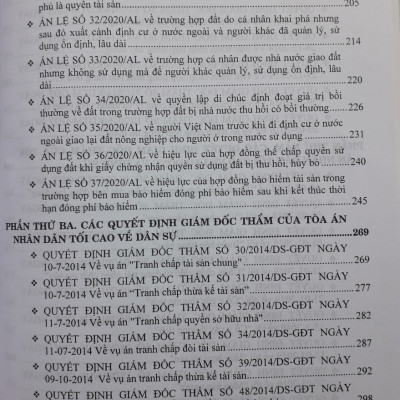 phủ là quyền tài sản 205
❖ ÁN LỆ SỐ 32/2020/AL về trường hợp đất do cá nhân khai phá nhưng
sau đó xuất cảnh định cư ở nước ngoài và người khác đã quản lý, sử
dụng ổn định, lâu dài 214
❖ ÁN LỆ SỐ 33/2020/AL về trường hợp cá nhân được nhà nước giao đất
nhưng không sử dụng mà để người khác quản lý, sử dụng ổn định, lâu
dài 220
❖ ÁN LỆ SỐ 34/2020/AL về quyền lập di chúc định đoạt giá trị bồi
thường về đất trong trường hợp đất bị nhà nước thu hồi có bồi thường 226
❖ ÁN LỆ SỐ 35/2020/AL về người Việt Nam trước khi đi định cư ở nước
ngoài giao lại đất nông nghiệp cho người ở trong nước sử dụng 231
❖ ÁN LỆ SỐ 36/2020/AL về hiệu lực của hợp đồng thế chấp quyền sử
dụng đất khi giấy chứng nhận quyền sử dụng đất bị thu hồi, hủy bỏ 240
❖ ÁN LỆ SỐ 37/2020/AL về hiệu lực của hợp đồng bảo hiểm tài sản trong
trường hợp bên mua bảo hiểm đóng phí bảo hiểm sau khi kết thúc thời
hạn đóng phí bảo hiểm 245
PHẦN THỨ BA. CÁC QUYẾT ĐỊNH GIÁM ĐỐC THẨM CỦA TÒA ÁN
NHÂN DÂN TỐI CAO VỀ DÂN SỰ 269
❖ QUYẾT ĐỊNH GIÁM ĐỐC THẨM SỐ 30/2014/DS-GĐT NGÀY
10-7-2014 Về vụ án "Tranh chấp tài sản chung" 269
❖ QUYẾT ĐỊNH GIÁM ĐỐC THẨM SỐ 31/2014/DS-GĐT NGÀY
10-7-2014 Về vụ án "Tranh chấp thừa kế tài sản" 277
❖ QUYẾT ĐỊNH GIÁM ĐỐC THẨM SỐ 32/2014/DS-GĐT NGÀY
11-7-2014 Về vụ án "Tranh chấp quyền sở hữu nhà" 282
❖ QUYẾT ĐỊNH GIÁM ĐỐC THẨM SỐ 34/2014/DS-GĐT NGÀY
11-07-2014 Về vụ án tranh chấp đòi tài sản 287
❖ QUYẾT ĐỊNH GIÁM ĐỐC THẨM SỐ 39/2014/DS-GĐT NGÀY
09-10-2014 Về vụ án tranh chấp thừa kế tài sản 292
❖ QUYẾT ĐỊNH GIÁM ĐỐC THẨM SỐ 48/2014/DS-GĐT NGÀY
298